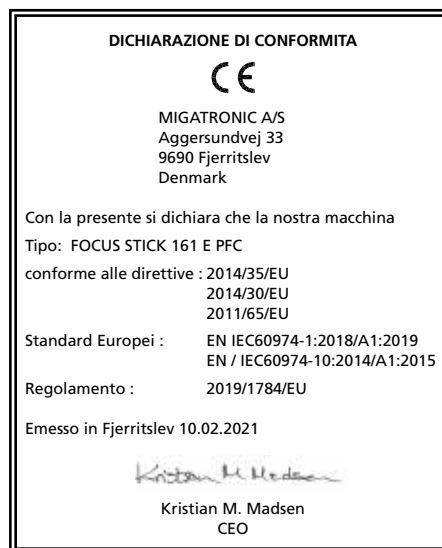 DICHIARAZIONE DI CONFORMITA
CE
MIGATRONIC A/S
Aggersundvej 33
9690 Fjerritslev
Denmark
Con la presente si dichiara che la nostra macchina
Tipo: FOCUS STICK 161 E PFC
conforme alle direttive : 2014/35/EU
2014/30/EU
2011/65/EU
Standard Europei : EN IEC60974-1:2018/A1:2019
EN / IEC60974-10:2014/A1:2015
Regolamento : 2019/1784/EU
Emesso in Fjerritslev 10.02.2021
Kristian M Madsen
Kristian M. Madsen
CEO